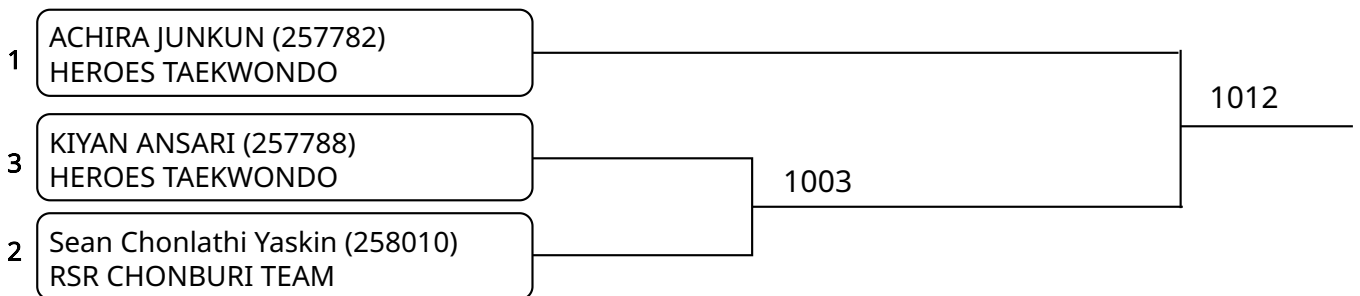 1
ACHIRA JUNKUN (257782)
HEROES TAEKWONDO
1012
3
KIYAN ANSARI (257788)
HEROES TAEKWONDO
1003
2
Sean Chonlathi Yaskin (258010)
RSR CHONBURI TEAM